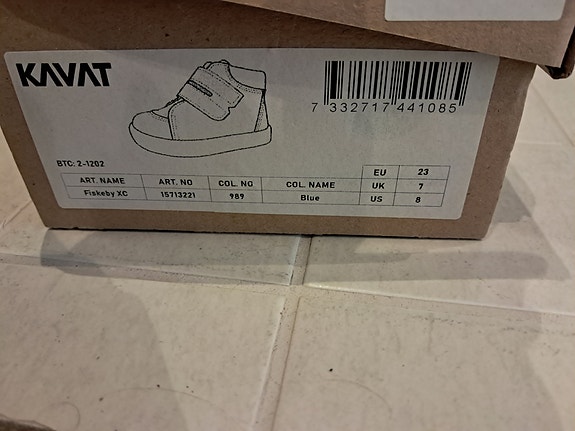 KAVAT
7 332717 441085
BTC: 2-1202
EU 23
ART. NAME ART. NO COL. NO COL. NAME UK 7
Fiskeby XC 15713221 989 Blue US 8